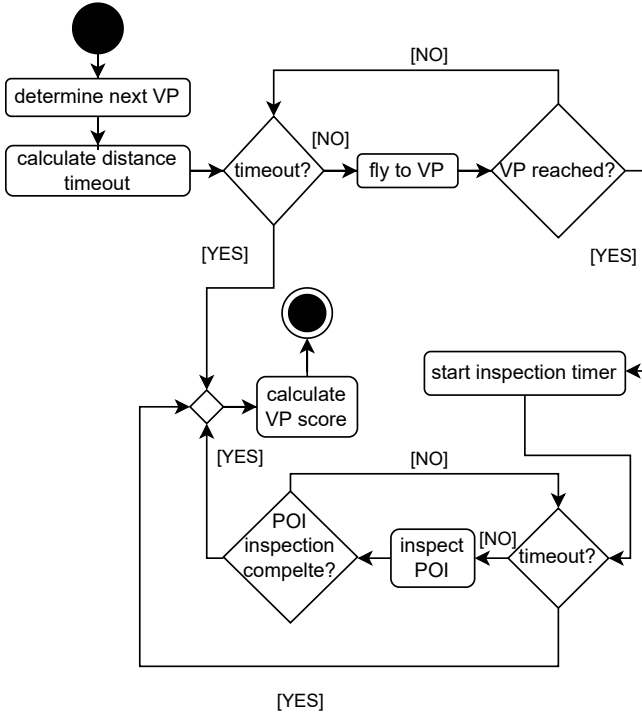 [NO]
determine next VP
calculate distance
timeout
timeout?
[NO]
fly to VP
VP reached?
[YES]
[YES]
start inspection timer
calculate
VP score
[YES]
[NO]
POI
inspection
compelte?
inspect
POI
[NO]
timeout?
[YES]